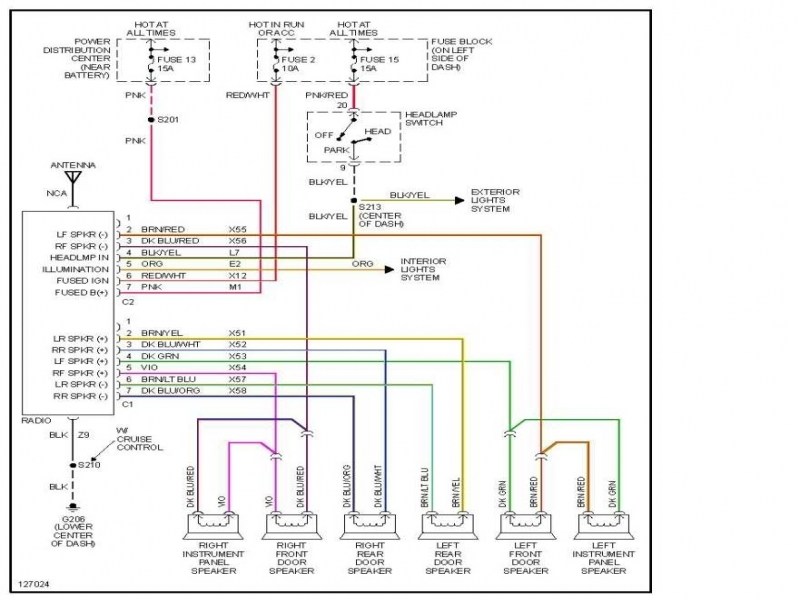 HOT AT
ALL TIMES
HOT IN RUN
OR ACC
HOT AT
ALL TIMES
POWER
DISTRIBUTION
CENTER
(NEAR
BATTERY)
FUSE 13
15A
FUSE 2
10A
FUSE 15
15A
FUSE BLOCK
(ON LEFT
SIDE OF
DASH)
PNK
RED/WHT
PNK/RED
20
S201
HEADLAMP
SWITCH
OFF
HEAD
PARK
PNK
9
ANTENNA
BLK/YEL
NCA
BLK/YEL
EXTERIOR
LIGHTS
SYSTEM
BLK/YEL
S213
(CENTER
OF DASH)
1
LF SPKR (-) 2 BRN/RED X55
RF SPKR (-) 3 DK BLU/RED X56
HEADLMP IN 4 BLK/YEL L7
ILLUMINATION 5 ORG E2
FUSED IGN 6 RED/WHT X12
FUSED B(+) 7 PNK M1
C2
ORG
INTERIOR
LIGHTS
SYSTEM
1
LR SPKR (+) 2 BRN/YEL X51
RR SPKR (+) 3 DK BLU/WHT X52
LF SPKR (+) 4 DK GRN X53
RF SPKR (+) 5 VIO X54
LR SPKR (-) 6 BRN/LT BLU X57
RR SPKR (-) 7 DK BLU/ORG X58
C1
RADIO
BLK Z9
W/
CRUISE
CONTROL
S210
BLK
G206
(LOWER
CENTER
OF DASH)
DK BLU/RED
VIO
VIO
DK BLU/RED
DK BLU/ORG
DK BLU/WHT
BRN/LT BLU
BRN/YEL
DK GRN
BRN/RED
BRN/RED
DK GRN
RIGHT
INSTRUMENT
PANEL
SPEAKER
RIGHT
FRONT
DOOR
SPEAKER
RIGHT
REAR
DOOR
SPEAKER
LEFT
REAR
DOOR
SPEAKER
LEFT
FRONT
DOOR
SPEAKER
LEFT
INSTRUMENT
PANEL
SPEAKER
127024